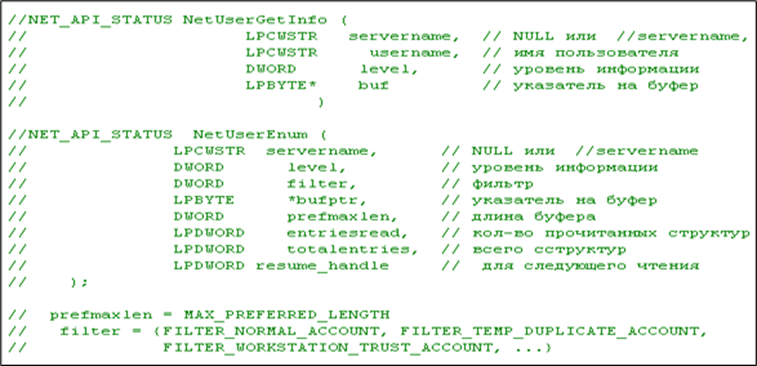 //NET_API_STATUS NetUserGetInfo (
// LPCWSTR servername, // NULL или //servername,
// LPCWSTR username, // имя пользователя
// DWORD level, // уровень информации
// LPBYTE* buf // указатель на буфер
// )
//NET_API_STATUS NetUserEnum (
// LPCWSTR servername, // NULL или //servername
// DWORD level, // уровень информации
// DWORD filter, // фильтр
// LPBYTE *bufptr, // указатель на буфер
// DWORD prefmaxlen, // длина буфера
// LPDWORD entriesread, // кол-во прочитанных структур
// LPDWORD totalentries, // всего сструктур
// LPDWORD resume_handle // для следующего чтения
// );
// prefmaxlen = MAX_PREFERRED_LENGTH
// filter = (FILTER_NORMAL_ACCOUNT, FILTER_TEMP_DUPLICATE_ACCOUNT,
// FILTER_WORKSTATION_TRUST_ACCOUNT, ...)